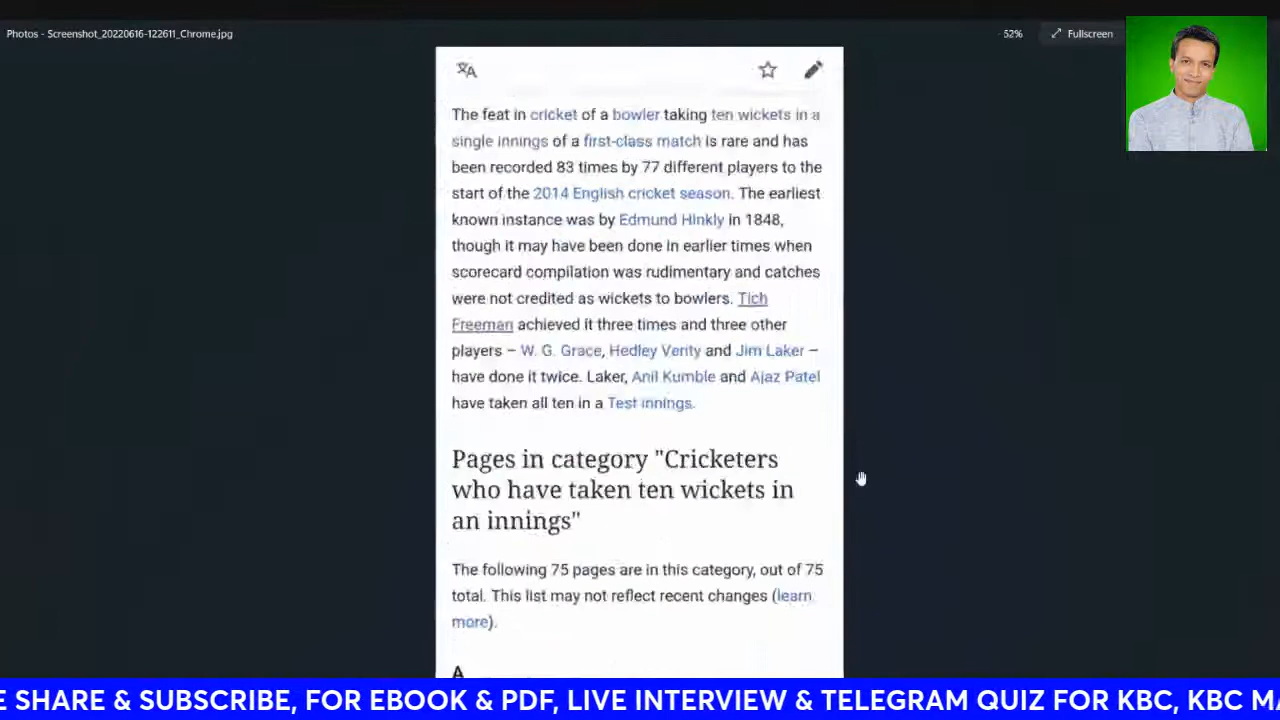 Photos - Screenshot_20220616-122611_Chrome.jpg
52%
Fullscreen
The feat in cricket of a bowler taking ten wickets in a
single innings of a first-class match is rare and has
been recorded 83 times by 77 different players to the
start of the 2014 English cricket season. The earliest
known instance was by Edmund Hinkly in 1848,
though it may have been done in earlier times when
scorecard compilation was rudimentary and catches
were not credited as wickets to bowlers. Tich
Freeman achieved it three times and three other
players – W. G. Grace, Hedley Verity and Jim Laker –
have done it twice. Laker, Anil Kumble and Ajaz Patel
have taken all ten in a Test innings.
Pages in category "Cricketers
who have taken ten wickets in
an innings"
The following 75 pages are in this category, out of 75
total. This list may not reflect recent changes (learn
more).
A
E SHARE & SUBSCRIBE, FOR EBOOK & PDF, LIVE INTERVIEW & TELEGRAM QUIZ FOR KBC, KBC MA